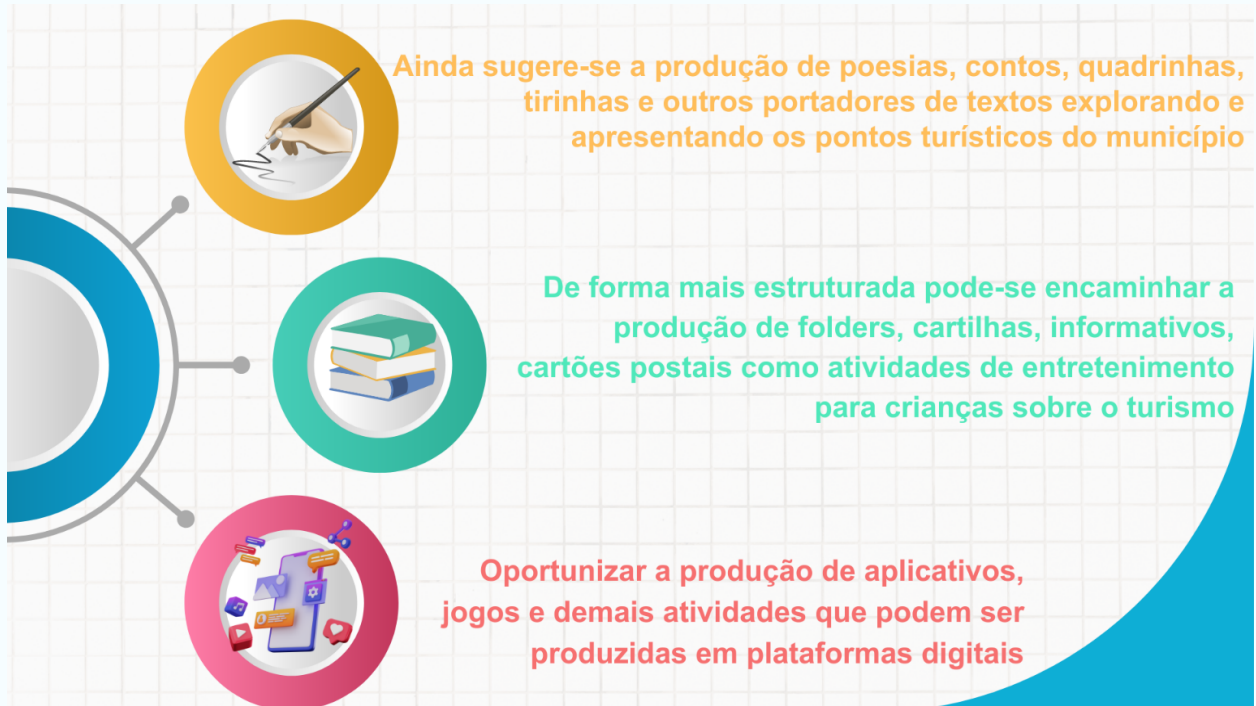 Ainda sugere-se a produção de poesias, contos, quadrinhas,
tirinhas e outros portadores de textos explorando e
apresentando os pontos turísticos do município
De forma mais estruturada pode-se encaminhar a
produção de folders, cartilhas, informativos,
cartões postais como atividades de entretenimento
para crianças sobre o turismo
Oportunizar a produção de aplicativos,
jogos e demais atividades que podem ser
produzidas em plataformas digitais